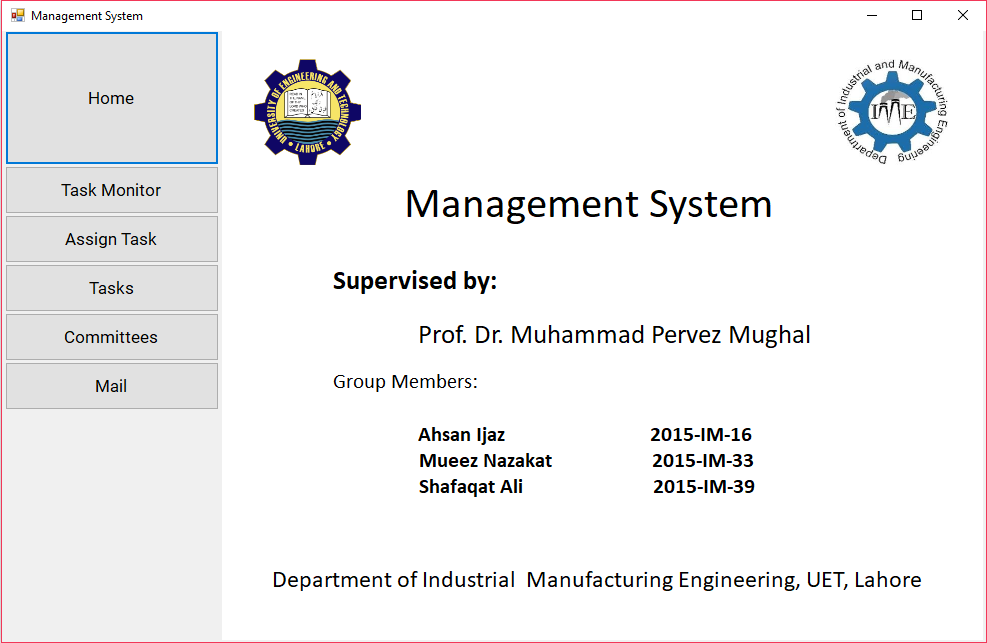 Management System
Home
Task Monitor
Assign Task
Tasks
Committees
Mail
UNIVERSITY OF ENGINEERING AND TECHNOLOGY
LAHORE
Department of Industrial and Manufacturing Engineering
IME
Management System
Supervised by:
Prof. Dr. Muhammad Pervez Mughal
Group Members:
Ahsan Ijaz 2015-IM-16
Mueez Nazakat 2015-IM-33
Shafaqat Ali 2015-IM-39
Department of Industrial  Manufacturing Engineering, UET, Lahore